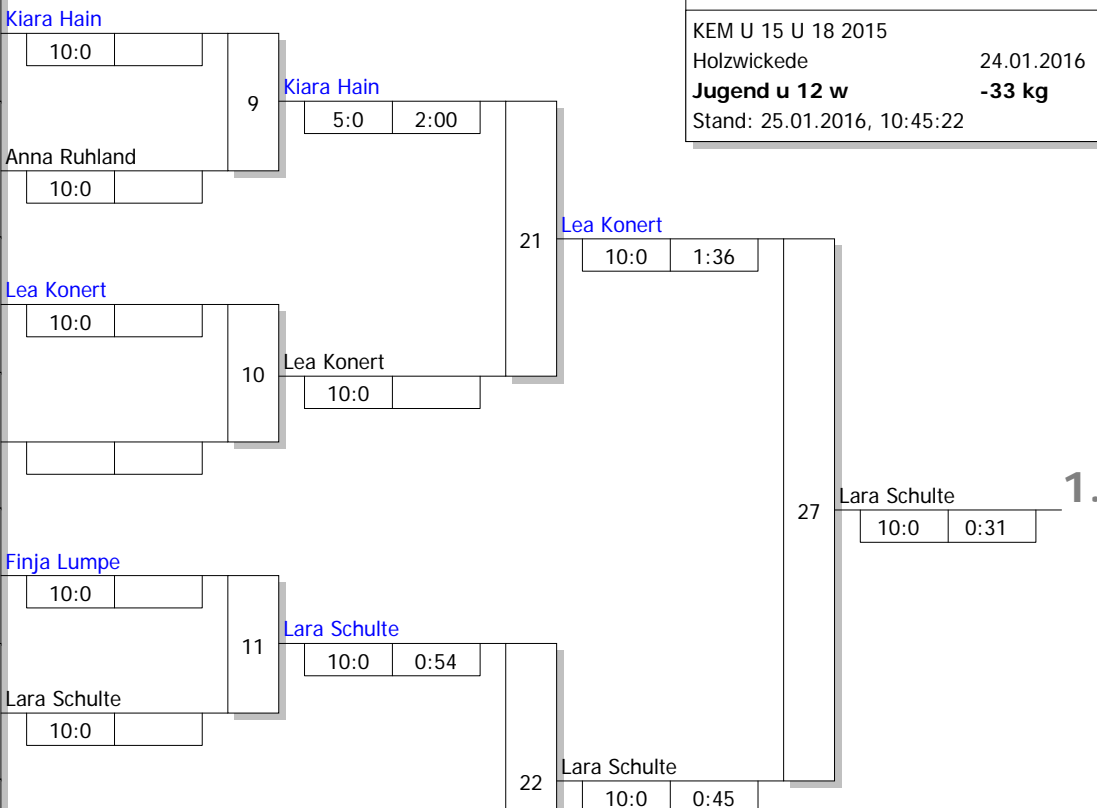 Kiara Hain
10:0
KEM U 15 U 18 2015
Holzwickede 24.01.2016
Jugend u 12 w -33 kg
Stand: 25.01.2016, 10:45:22
9
Kiara Hain
5:0 2:00
Anna Ruhland
10:0
21
Lea Konert
10:0 1:36
Lea Konert
10:0
10
Lea Konert
10:0
27
Lara Schulte
1.
10:0 0:31
Finja Lumpe
10:0
11
Lara Schulte
10:0 0:54
Lara Schulte
10:0
22
Lara Schulte
10:0 0:45